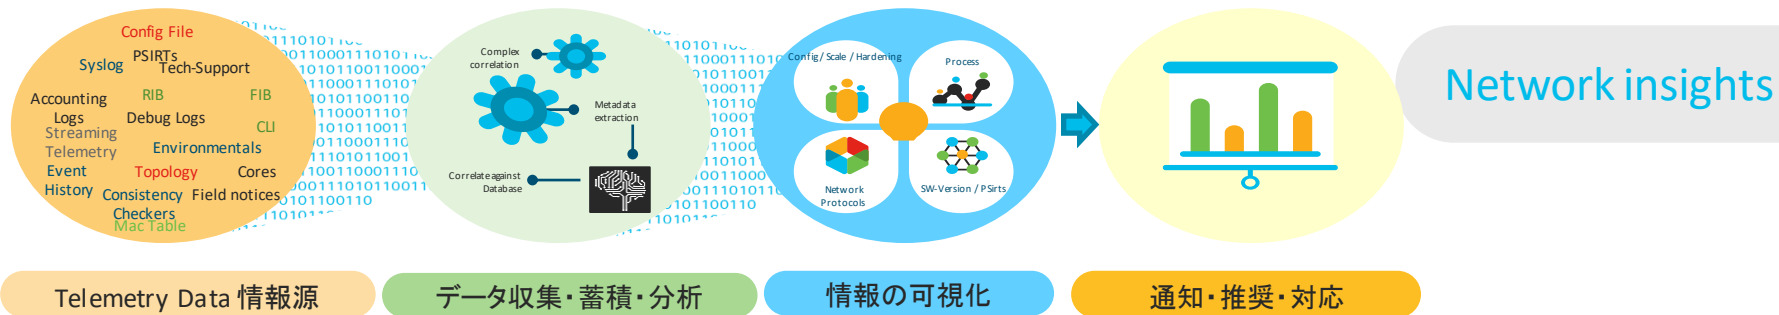 Config File
PSIRTs
Syslog
Tech-Support
Accounting
Logs
RIB
FIB
Debug Logs
CLI
Streaming
Telemetry
Environmentals
Event
History
Topology
Cores
Consistency
Checkers
Field notices
Mac Table
Complex
correlation
Metadata
extraction
Correlate against
Database
Config / Scale / Hardening
Process
Network
Protocols
SW-Version / PSirts
Network insights
Telemetry Data 情報源
データ収集・蓄積・分析
情報の可視化
通知・推奨・対応